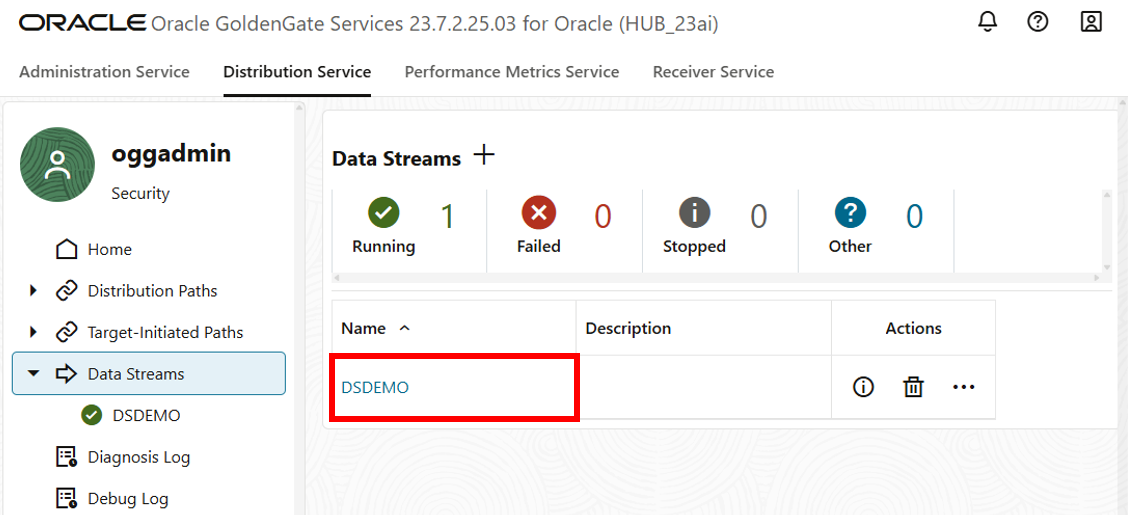 ORACLE Oracle GoldenGate Services 23.7.2.25.03 for Oracle (HUB_23ai)
Administration Service Distribution Service Performance Metrics Service Receiver Service
oggadmin
Security
Home
Distribution Paths
Target-Initiated Paths
Data Streams
DSDEMO
Diagnosis Log
Debug Log
Data Streams
1 0 0 0
Running Failed Stopped Other
Name Description Actions
DSDEMO